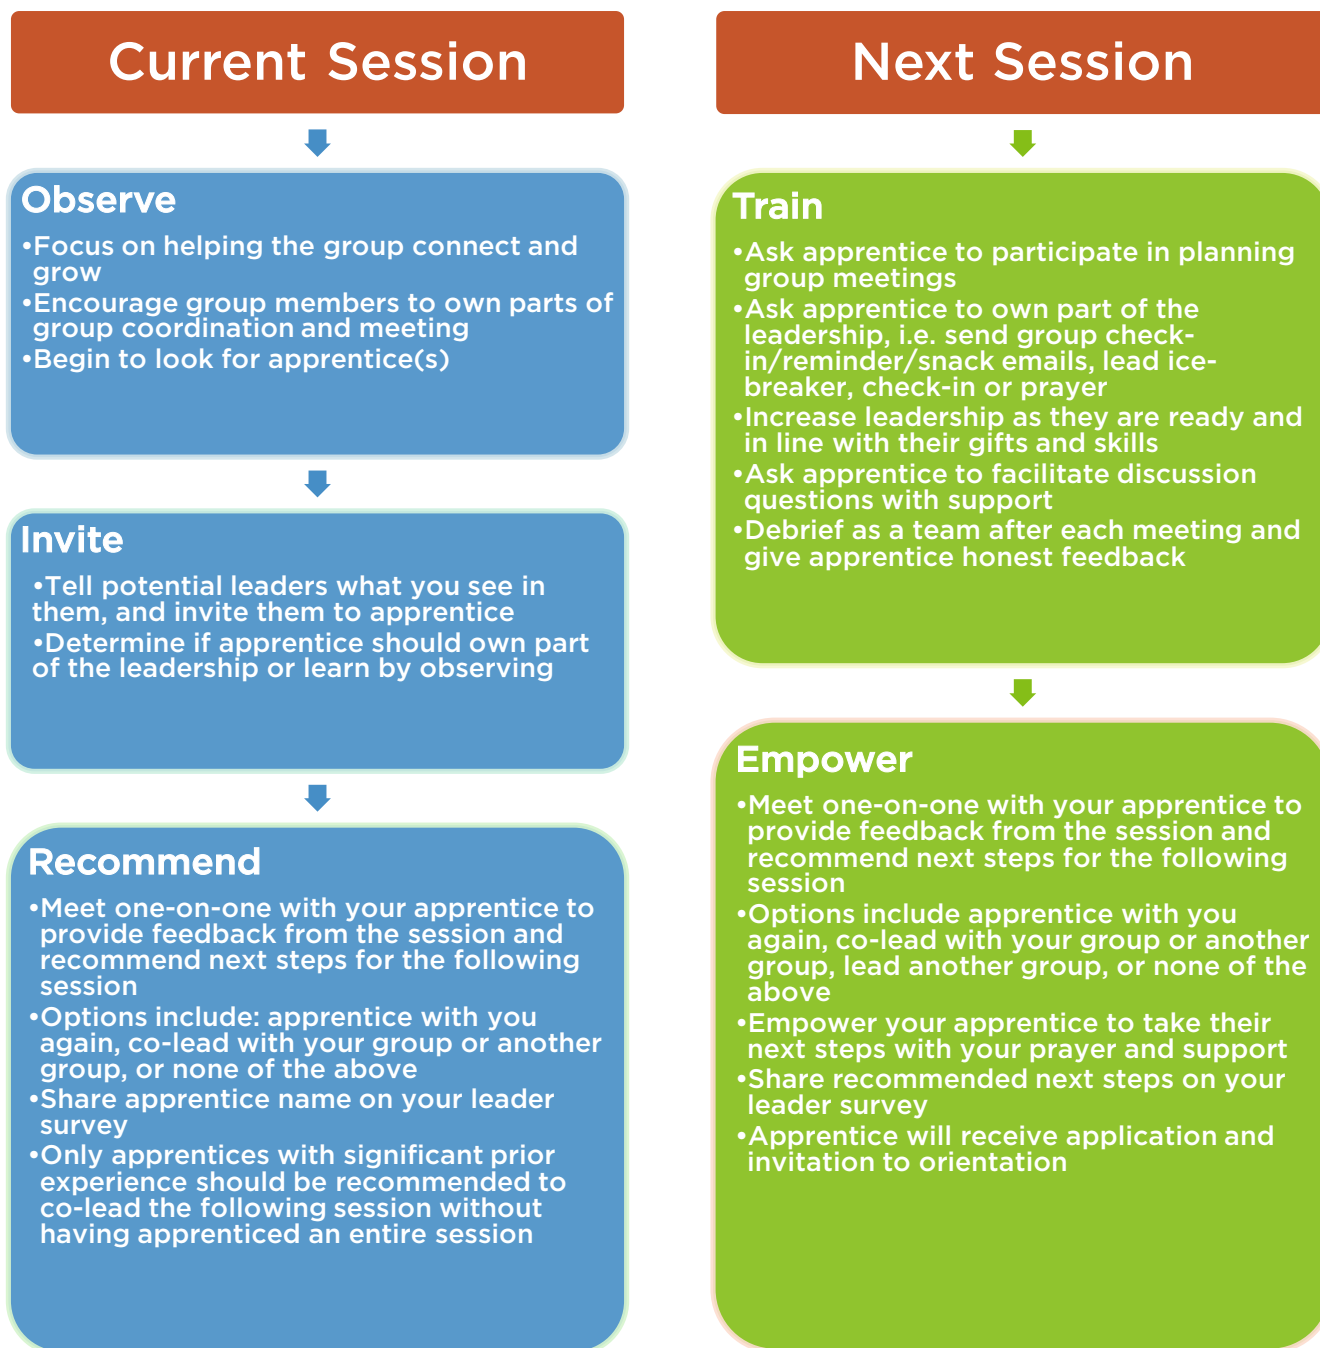 Current Session
Observe
•Focus on helping the group connect and
grow
•Encourage group members to own parts of
group coordination and meeting
•Begin to look for apprentice(s)
Invite
•Tell potential leaders what you see in
them, and invite them to apprentice
•Determine if apprentice should own part
of the leadership or learn by observing
Recommend
•Meet one-on-one with your apprentice to
provide feedback from the session and
recommend next steps for the following
session
•Options include: apprentice with you
again, co-lead with your group or another
group, or none of the above
•Share apprentice name on your leader
survey
•Only apprentices with significant prior
experience should be recommended to
co-lead the following session without
having apprenticed an entire session
Next Session
Train
•Ask apprentice to participate in planning
group meetings
•Ask apprentice to own part of the
leadership, i.e. send group check-
in/reminder/snack emails, lead ice-
breaker, check-in or prayer
•Increase leadership as they are ready and
in line with their gifts and skills
•Ask apprentice to facilitate discussion
questions with support
•Debrief as a team after each meeting and
give apprentice honest feedback
Empower
•Meet one-on-one with your apprentice to
provide feedback from the session and
recommend next steps for the following
session
•Options include apprentice with you
again, co-lead with your group or another
group, lead another group, or none of the
above
•Empower your apprentice to take their
next steps with your prayer and support
•Share recommended next steps on your
leader survey
•Apprentice will receive application and
invitation to orientation